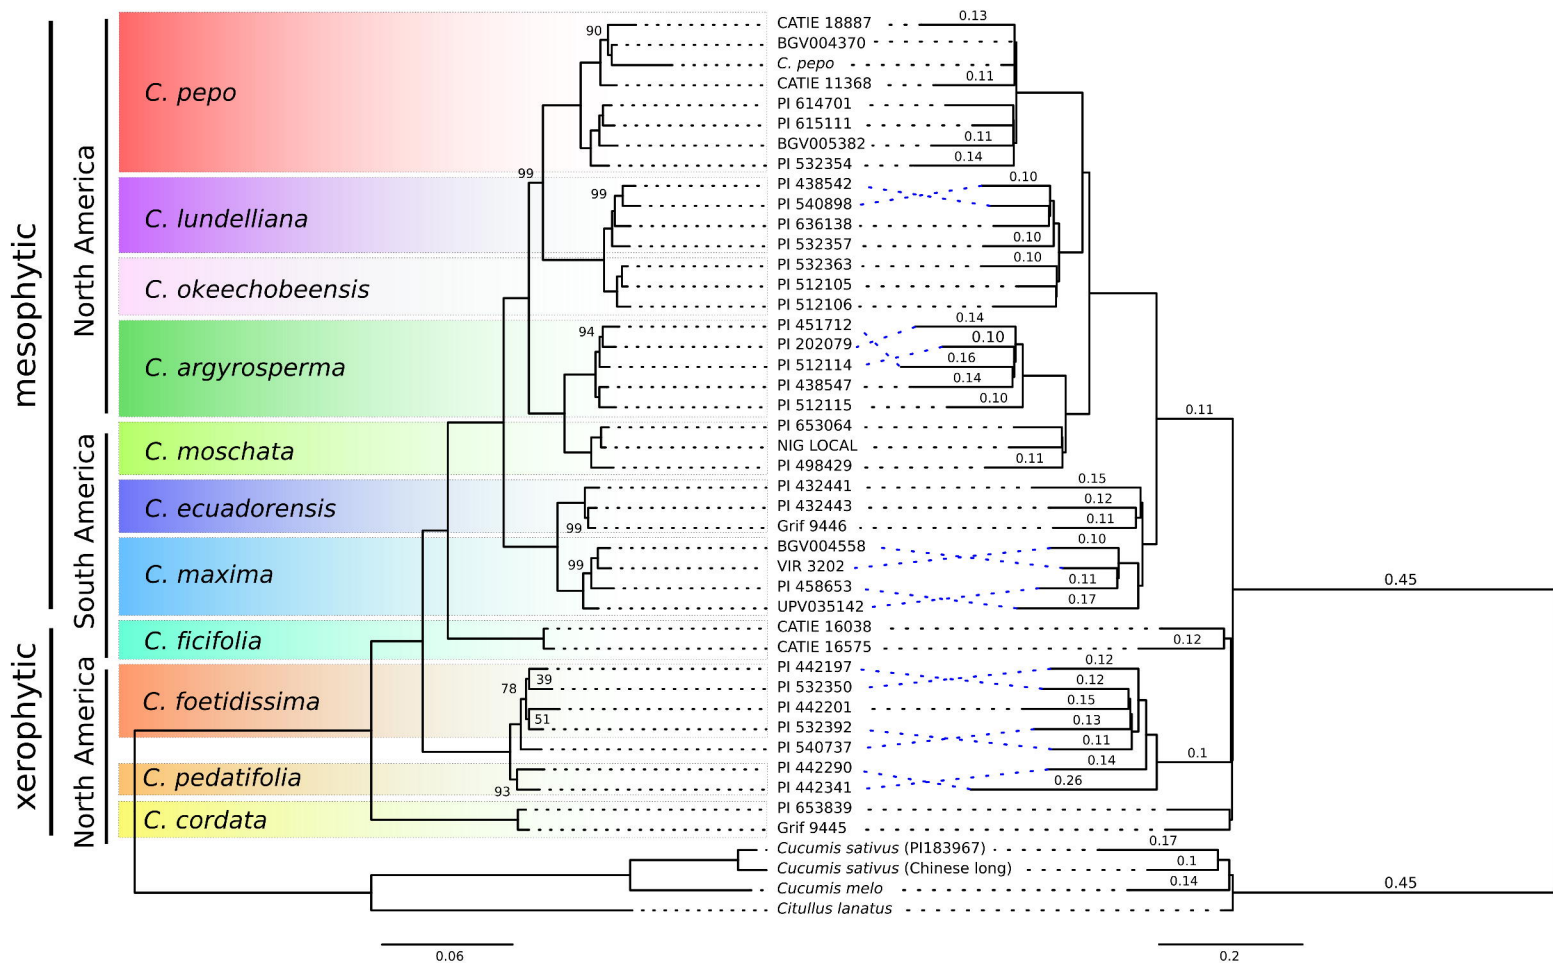 mesophytic
xerophytic
North America
South America
North America
C. pepo
C. lundelliana
C. okeechobeensis
C. argyrosperma
C. moschata
C. ecuadorensis
C. maxima
C. ficifolia
C. foetidissima
C. pedatifolia
C. cordata
90
99
99
94
99
99
39
78
51
93
CATIE 18887
BGV004370
C. pepo
CATIE 11368
PI 614701
PI 615111
BGV005382
PI 532354
PI 438542
PI 540898
PI 636138
PI 532357
PI 532363
PI 512105
PI 512106
PI 451712
PI 202079
PI 512114
PI 438547
PI 512115
PI 653064
NIG LOCAL
PI 498429
PI 432441
PI 432443
Grif 9446
BGV004558
VIR 3202
PI 458653
UPV035142
CATIE 16038
CATIE 16575
PI 442197
PI 532350
PI 442201
PI 532392
PI 540737
PI 442290
PI 442341
PI 653839
Grif 9445
Cucumis sativus (PI183967)
Cucumis sativus (Chinese long)
Cucumis melo
Citullus lanatus
0.13
0.11
0.11
0.14
0.10
0.10
0.10
0.14
0.10
0.16
0.14
0.10
0.11
0.11
0.15
0.12
0.11
0.10
0.11
0.17
0.45
0.12
0.12
0.12
0.15
0.13
0.11
0.14
0.1
0.26
0.17
0.1
0.14
0.45
0.06
0.2